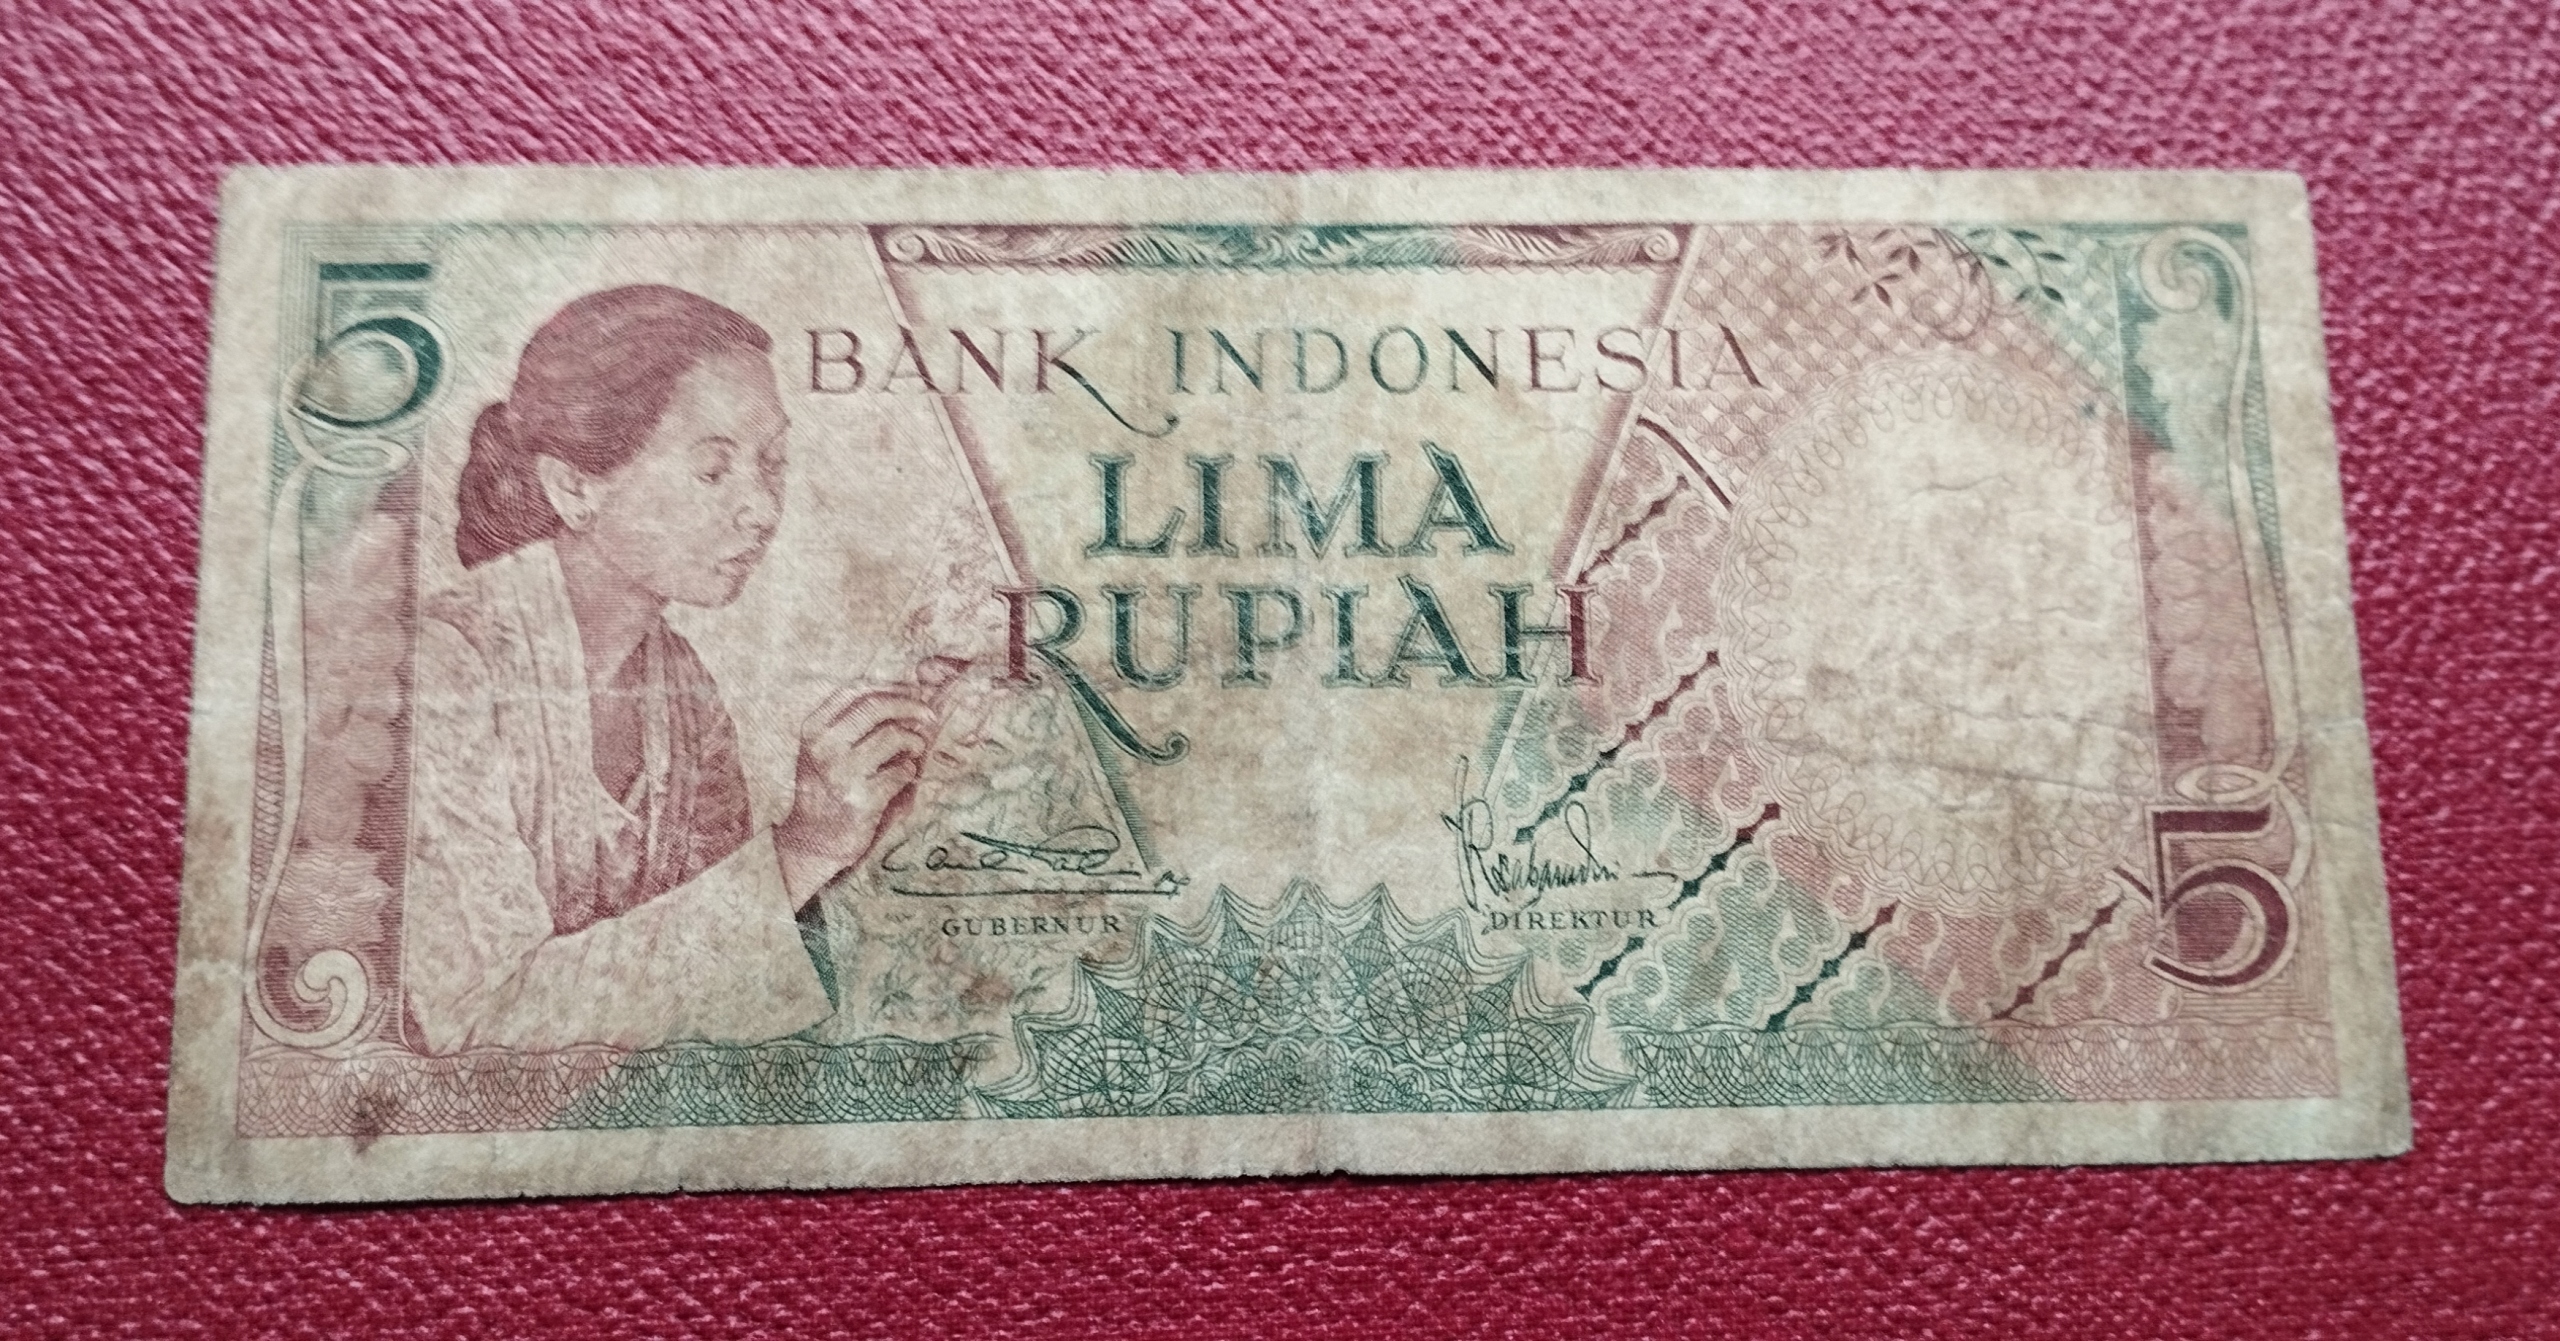 5
BANK INDONESIA
LIMA
RUPIAH
GUBERNUR
DIREKTUR
5